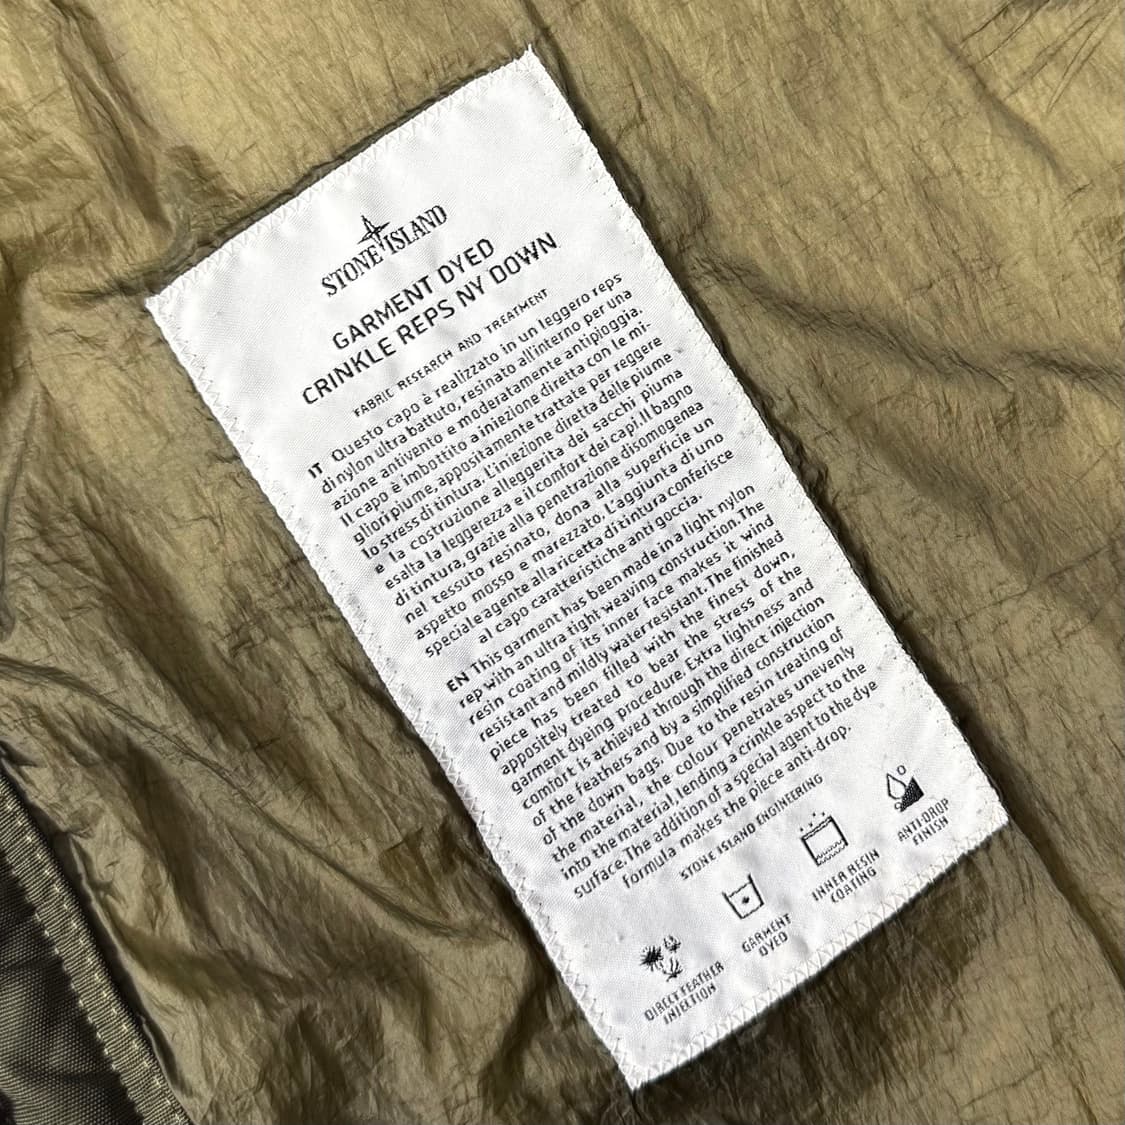 STONE ISLAND
GARMENT DYED
CRINKLE REPS NY DOWN
FABRIC RESEARCH AND TREATMENT
IT Questo capo è realizzato in un leggero reps
di nylon ultra battuto, resinato all'interno per una
azione antivento e moderatamente antipioggia.
Il capo è imbottito a iniezione diretta con le mi-
gliori piume, appositamente trattate per reggere
lo stress di tintura. L'iniezione diretta delle piume
e la costruzione alleggerita dei sacchi piuma
esalta la leggerezza e il comfort dei capi. Il bagno
di tintura, grazie alla penetrazione disomogenea
nel tessuto resinato, dona alla superficie un
aspetto mosso e marezzato. L'aggiunta di uno
speciale agente alla ricetta di tintura conferisce
al capo caratteristiche anti goccia.
EN This garment has been made in a light nylon
rep with an ultra tight weaving construction. The
resin coating of its inner face makes it wind
resistant and mildly water resistant. The finished
piece has been filled with the finest down,
appositely treated to bear the stress of the
garment dyeing procedure. Extra lightness and
comfort is achieved through the direct injection
of the feathers and by a simplified construction
of the down bags. Due to the resin treating of
the material, the colour penetrates unevenly
into the material, lending a crinkle aspect to the
surface. The addition of a special agent to the dye
formula makes the piece anti-drop.
STONE ISLAND ENGINEERING
DIRECT FEATHER
INJECTION
GARMENT
DYED
INNER RESIN
COATING
ANTI-DROP
FINISH